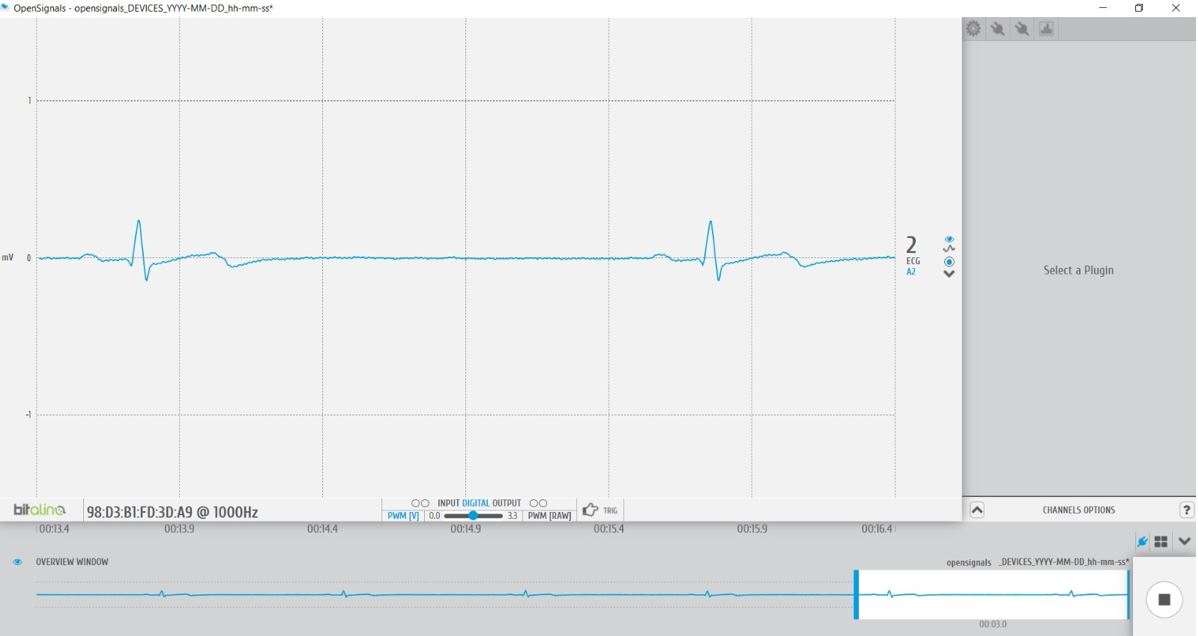 OpenSignals - opensignals_DEVICES_YYYY-MM-DD_hh-mm-ss*
1
mV 0
-1
2
ECG
A2
Select a Plugin
bitalino
98:D3:B1:FD:3D:A9 @ 1000Hz
INPUT DIGITAL OUTPUT
PWM [V] 0.0 3.3 PWM [RAW]
TRIG
CHANNELS OPTIONS ?
00:13.4 00:13.9 00:14.4 00:14.9 00:15.4 00:15.9 00:16.4
OVERVIEW WINDOW
opensignals _DEVICES_YYYY-MM-DD_hh-mm-ss*
00:03.0